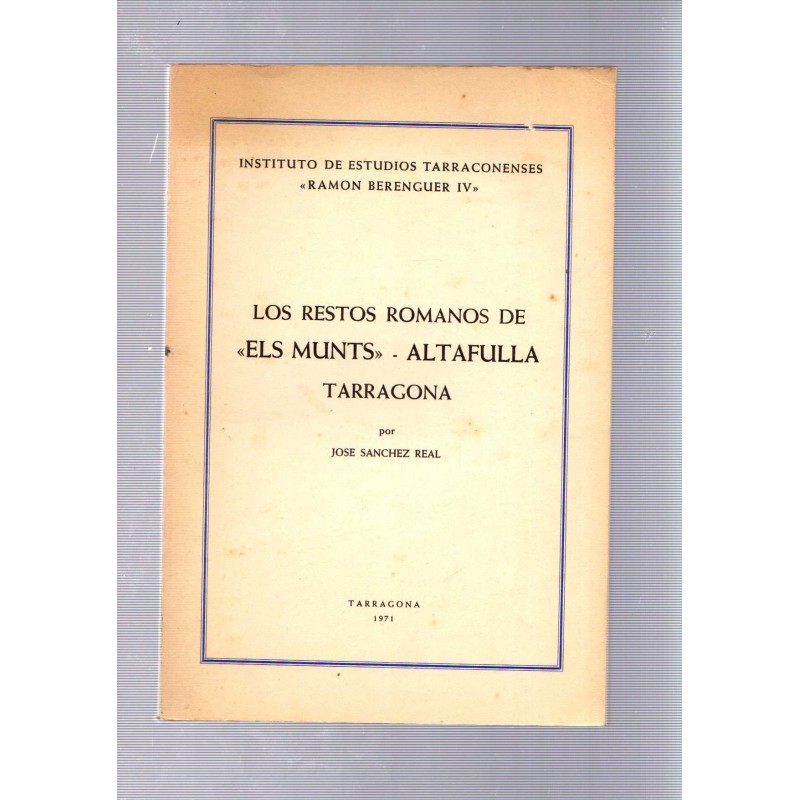 INSTITUTO DE ESTUDIOS TARRACONENSES
«RAMON BERENGUER IV»
LOS RESTOS ROMANOS DE
«ELS MUNTS» - ALTAFULLA
TARRAGONA
por
JOSE SANCHEZ REAL
TARRAGONA
1971